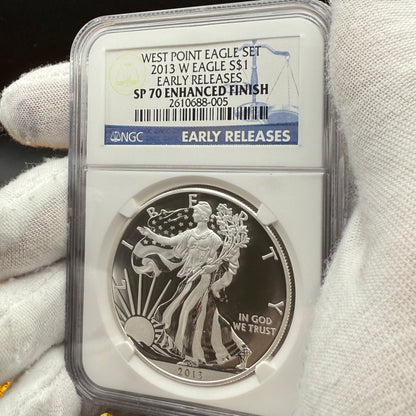 WEST POINT EAGLE SET
2013 W EAGLE S$1
EARLY RELEASES
SP 70 ENHANCED FINISH
2610688-005
NGC
EARLY RELEASES
LIBERTY
IN GOD
WE TRUST
2013